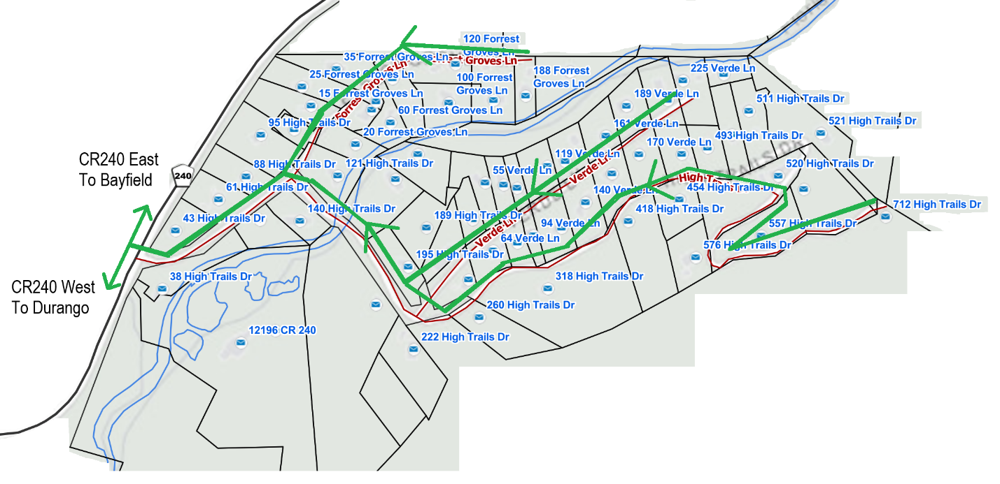 120 Forrest
Groves Ln
35 Forrest Groves Ln
Groves Ln
25 Forrest Groves Ln
225 Verde Ln
188 Forrest
Groves Ln
100 Forrest
Groves Ln
Forrest Groves Ln
15 Forrest Groves Ln
189 Verde Ln
511 High Trails Dr
60 Forrest Groves Ln
95 High Trails Dr
161 Verde Ln
521 High Trails Dr
20 Forrest Groves Ln
493 High Trails Dr
170 Verde Ln
CR240 East
To Bayfield
240
88 High Trails Dr
121 High Trails Dr
119 Verde Ln
520 High Trails Dr
55 Verde Ln
Verde Ln
TRAILS DR
High T
61 High Trails Dr
140 Verde Ln
454 High Trails Dr
140 High Trails Dr
418 High Trails Dr
712 High Trails Dr
43 High Trails Dr
189 High Trails Dr
94 Verde Ln
557 High Trails Dr
Verde Ln
64 Verde Ln
576 High Trails Dr
195 High Trails Dr
38 High Trails Dr
318 High Trails Dr
CR240 West
To Durango
260 High Trails Dr
12196 CR 240
222 High Trails Dr